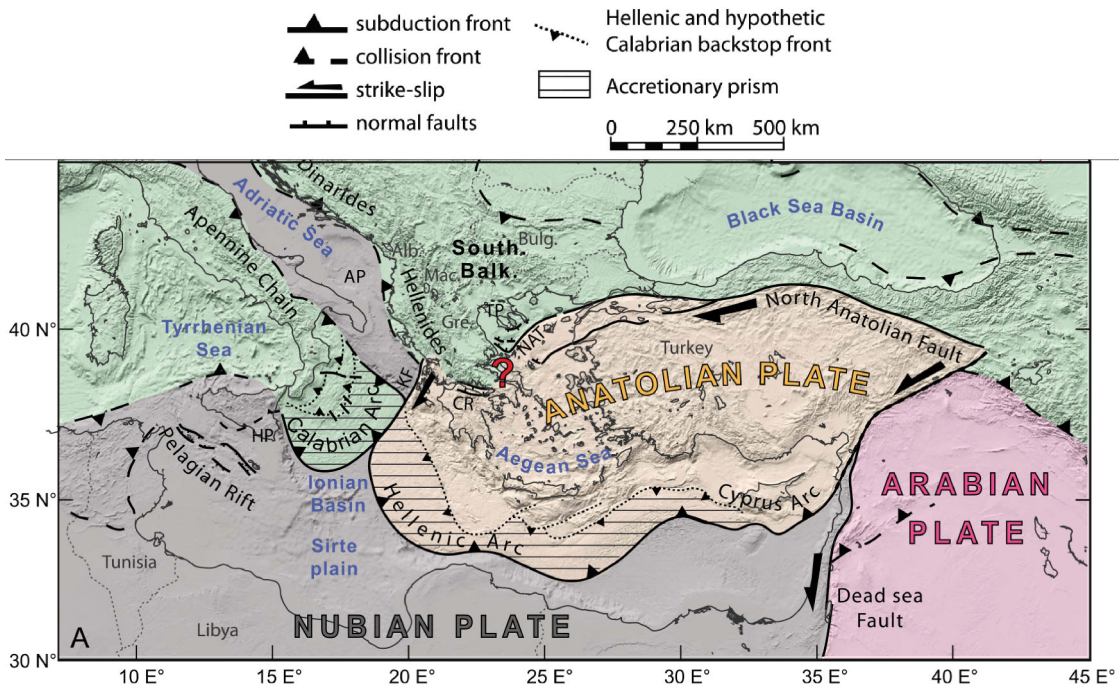 subduction front
collision front
strike-slip
normal faults
Hellenic and hypothetic
Calabrian backstop front
Accretionary prism
0 250 km 500 km
Dinarides
Adriatic Sea
Apennine Chain
AP
Alb.
Mac.
Hellenides
South
Balk.
Bulg.
Black Sea Basin
TP
Gre.
NAT
North Anatolian Fault
40 N°
Tyrrhenian
Sea
KF
?
CR
Turkey
ANATOLIAN PLATE
Calabrian Arc
HP
Pelagian Rift
Aegean Sea
Ionian
Basin
Hellenic Arc
Cyprus Arc
35 N°
ARABIAN
PLATE
Sirte
plain
Tunisia
Libya
NUBIAN PLATE
Dead sea
Fault
A
30 N°
10 E°
15 E°
20 E°
25 E°
30 E°
35 E°
40 E°
45 E°